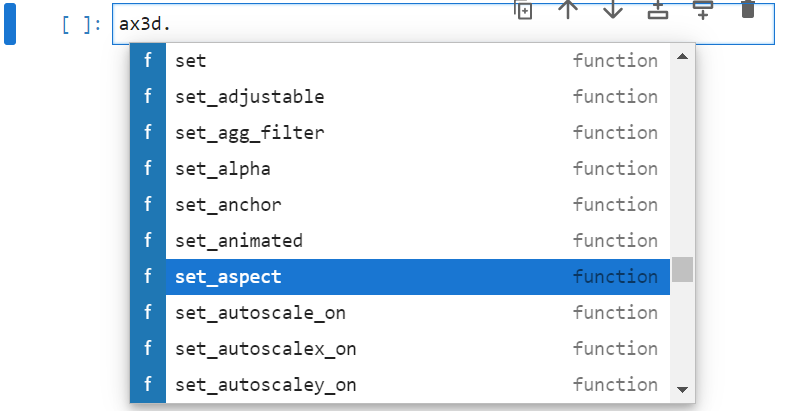 [ ]: ax3d.
f set function
f set_adjustable function
f set_agg_filter function
f set_alpha function
f set_anchor function
f set_animated function
f set_aspect function
f set_autoscale_on function
f set_autoscalex_on function
f set_autoscaley_on function